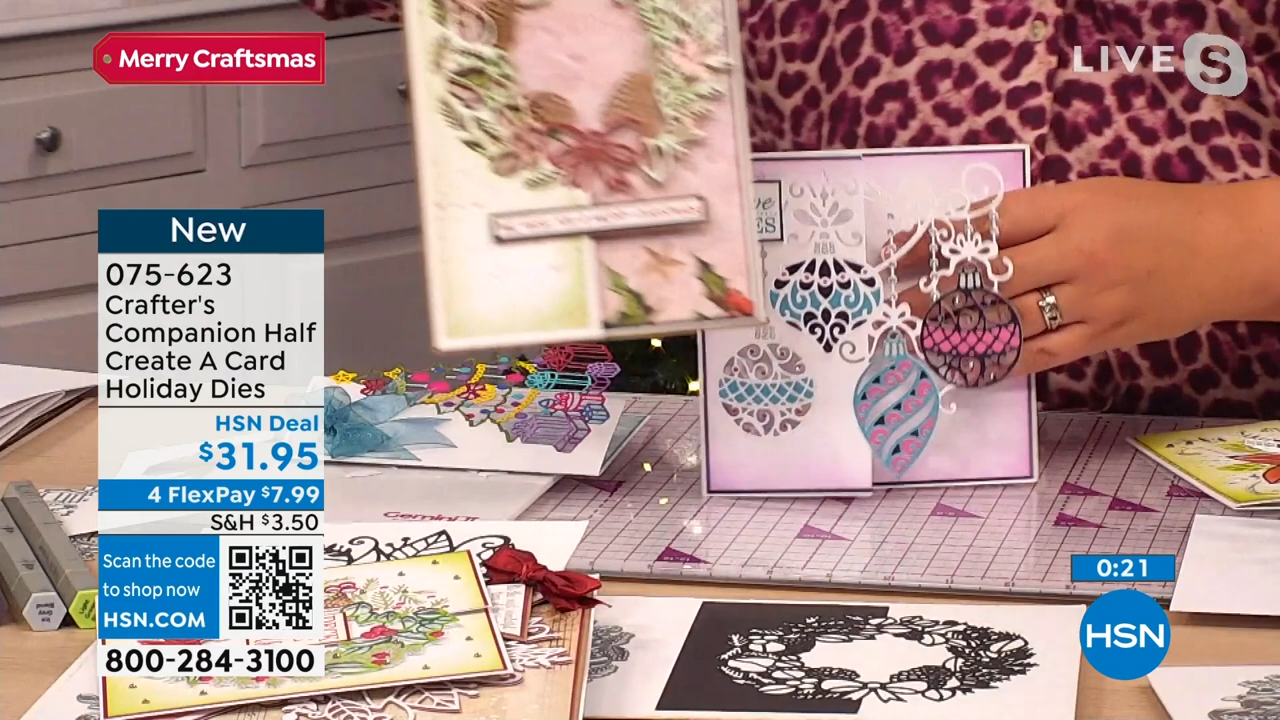 Merry Craftsmas
LIVE S
New
075-623
Crafter's
Companion Half
Create A Card
Holiday Dies
HSN Deal
$31.95
4 FlexPay $7.99
S&H $3.50
Scan the code
to shop now
HSN.COM
800-284-3100
0:21
HSN
Gemini